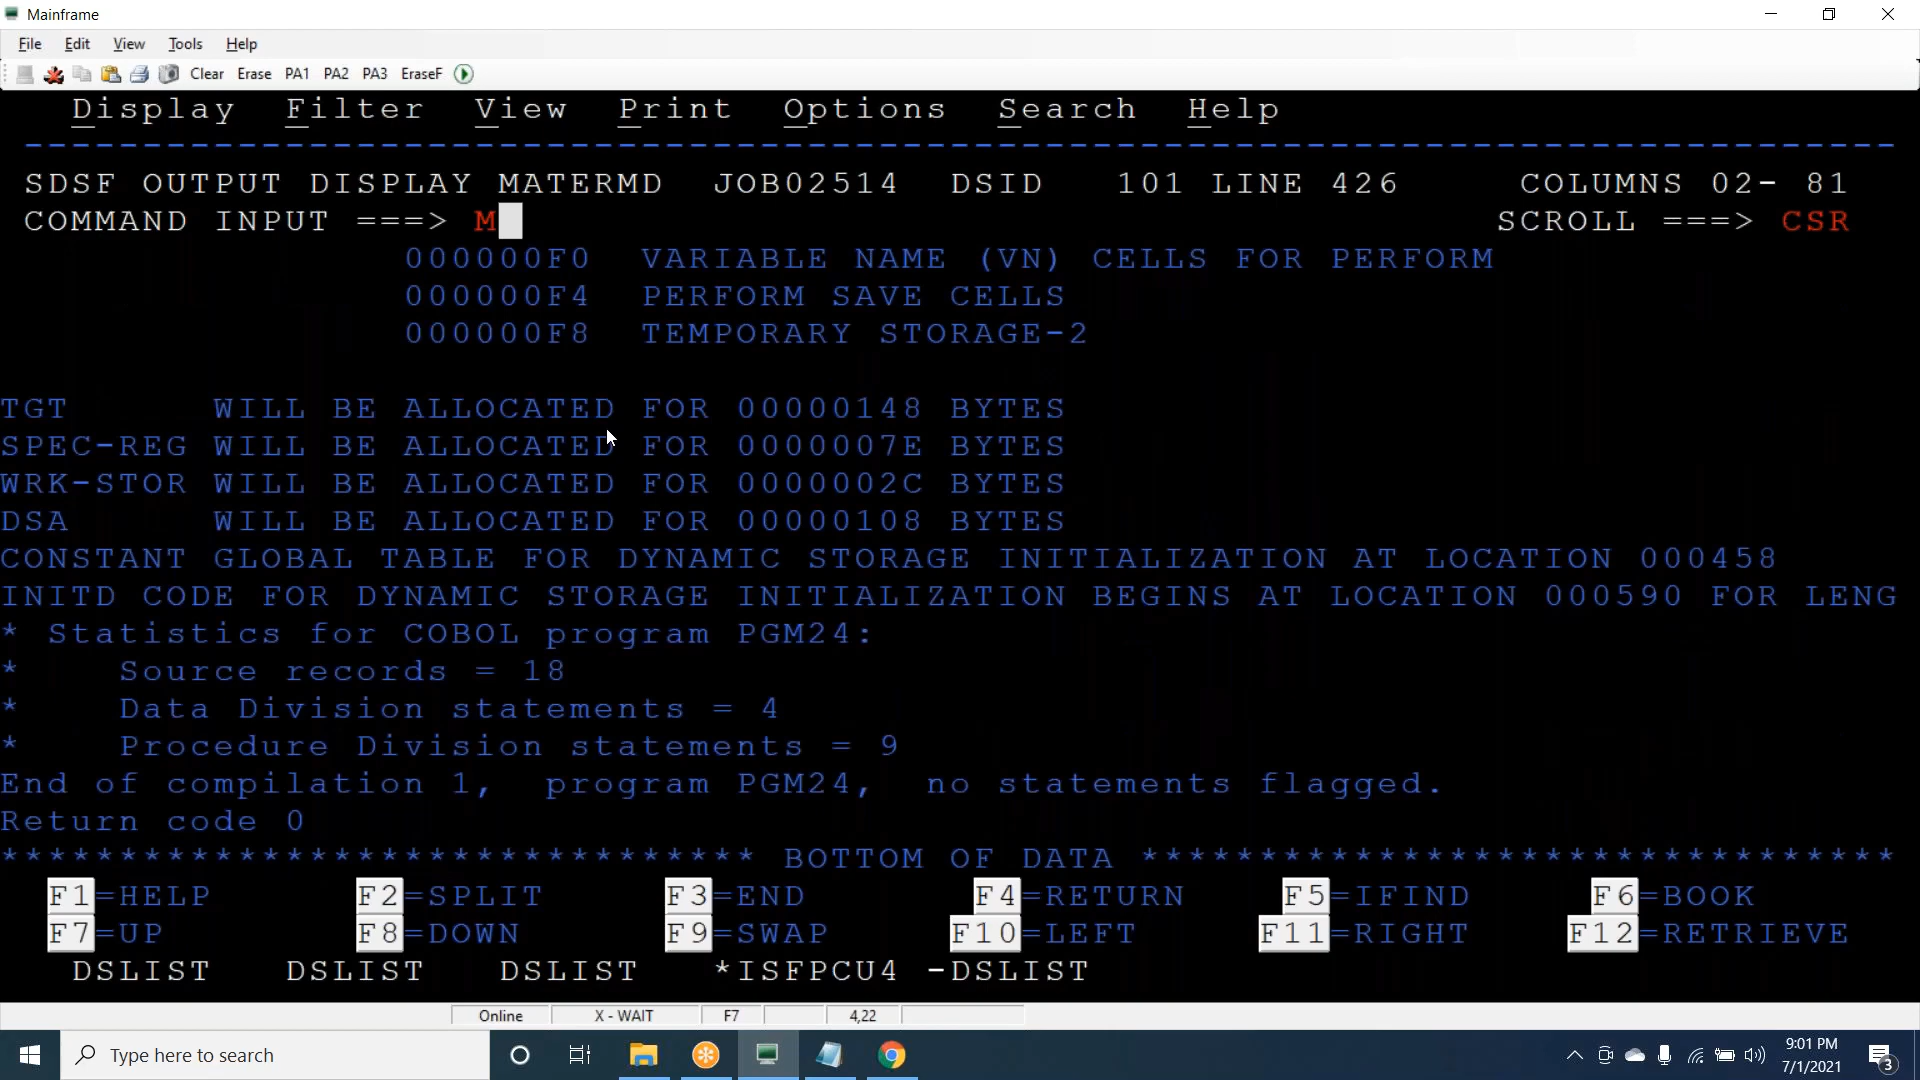 Mainframe
File Edit View Tools Help
Clear Erase PA1 PA2 PA3 EraseF
Display Filter View Print Options Search Help
--------------------------------------------------------------------------------
SDSF OUTPUT DISPLAY MATERMD JOB02514 DSID 101 LINE 426 COLUMNS 02- 81
COMMAND INPUT ===> M SCROLL ===> CSR
000000F0 VARIABLE NAME (VN) CELLS FOR PERFORM
000000F4 PERFORM SAVE CELLS
000000F8 TEMPORARY STORAGE-2
TGT WILL BE ALLOCATED FOR 00000148 BYTES
SPEC-REG WILL BE ALLOCATED FOR 0000007E BYTES
WRK-STOR WILL BE ALLOCATED FOR 0000002C BYTES
DSA WILL BE ALLOCATED FOR 00000108 BYTES
CONSTANT GLOBAL TABLE FOR DYNAMIC STORAGE INITIALIZATION AT LOCATION 000458
INITD CODE FOR DYNAMIC STORAGE INITIALIZATION BEGINS AT LOCATION 000590 FOR LENG
* Statistics for COBOL program PGM24:
* Source records = 18
* Data Division statements = 4
* Procedure Division statements = 9
End of compilation 1, program PGM24, no statements flagged.
Return code 0
******************************** BOTTOM OF DATA ********************************
F1=HELP F2=SPLIT F3=END F4=RETURN F5=IFIND F6=BOOK
F7=UP F8=DOWN F9=SWAP F10=LEFT F11=RIGHT F12=RETRIEVE
DSLIST DSLIST DSLIST *ISFPCU4 -DSLIST
Online X - WAIT F7 4,22
Type here to search 9:01 PM
7/1/2021 3